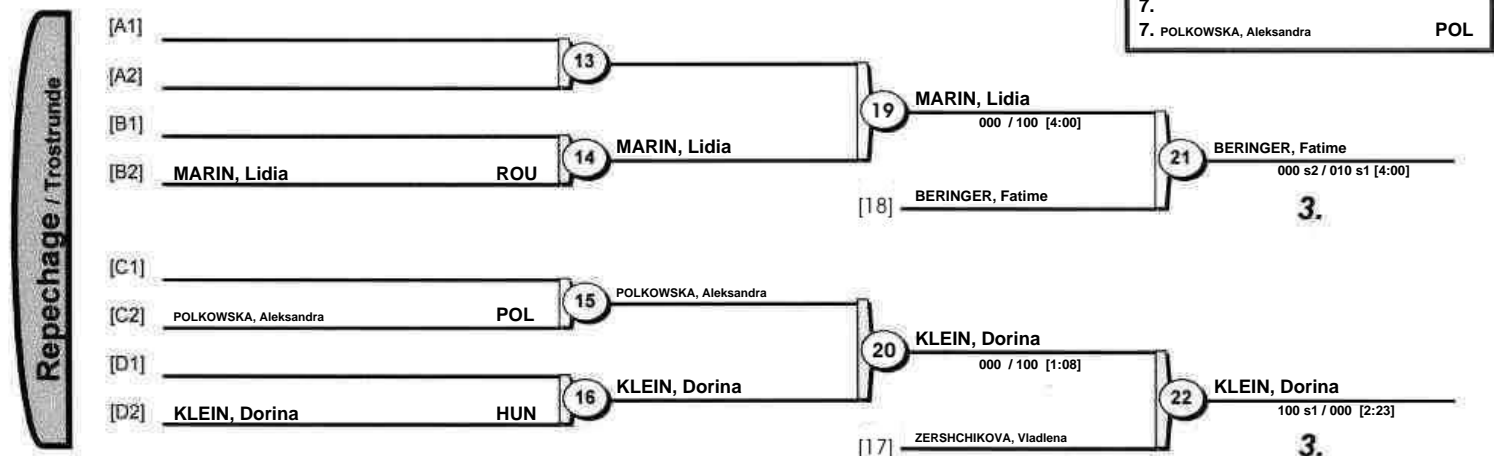 7.
7. POLKOWSKA, Aleksandra POL
Repechage / Trostrunde
[A1]
13
[A2]
[B1]
19 MARIN, Lidia
000 / 100 [4:00]
14 MARIN, Lidia
[B2] MARIN, Lidia ROU
21 BERINGER, Fatime
000 s2 / 010 s1 [4:00]
[18] BERINGER, Fatime
3.
[C1]
15 POLKOWSKA, Aleksandra
[C2] POLKOWSKA, Aleksandra POL
20 KLEIN, Dorina
000 / 100 [1:08]
[D1]
16 KLEIN, Dorina
[D2] KLEIN, Dorina HUN
22 KLEIN, Dorina
100 s1 / 000 [2:23]
[17] ZERSHCHIKOVA, Vladlena
3.